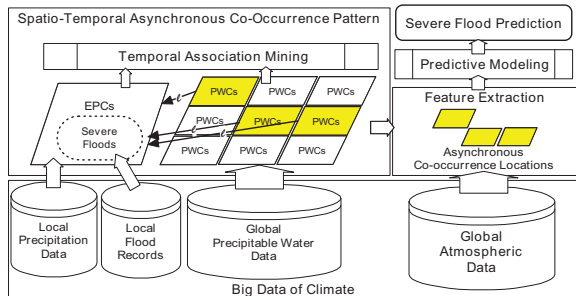 Spatio-Temporal Asynchronous Co-Occurrence Pattern
Temporal Association Mining
EPCs
Severe
Floods
ℓ
ℓ
ℓ
PWCs
PWCs
PWCs
PWCs
PWCs
PWCs
PWCs
PWCs
PWCs
Severe Flood Prediction
Predictive Modeling
Feature Extraction
Asynchronous
Co-occurrence Locations
Local
Precipitation
Data
Local
Flood
Records
Global
Precipitable Water Data
Global
Atmospheric
Data
Big Data of Climate